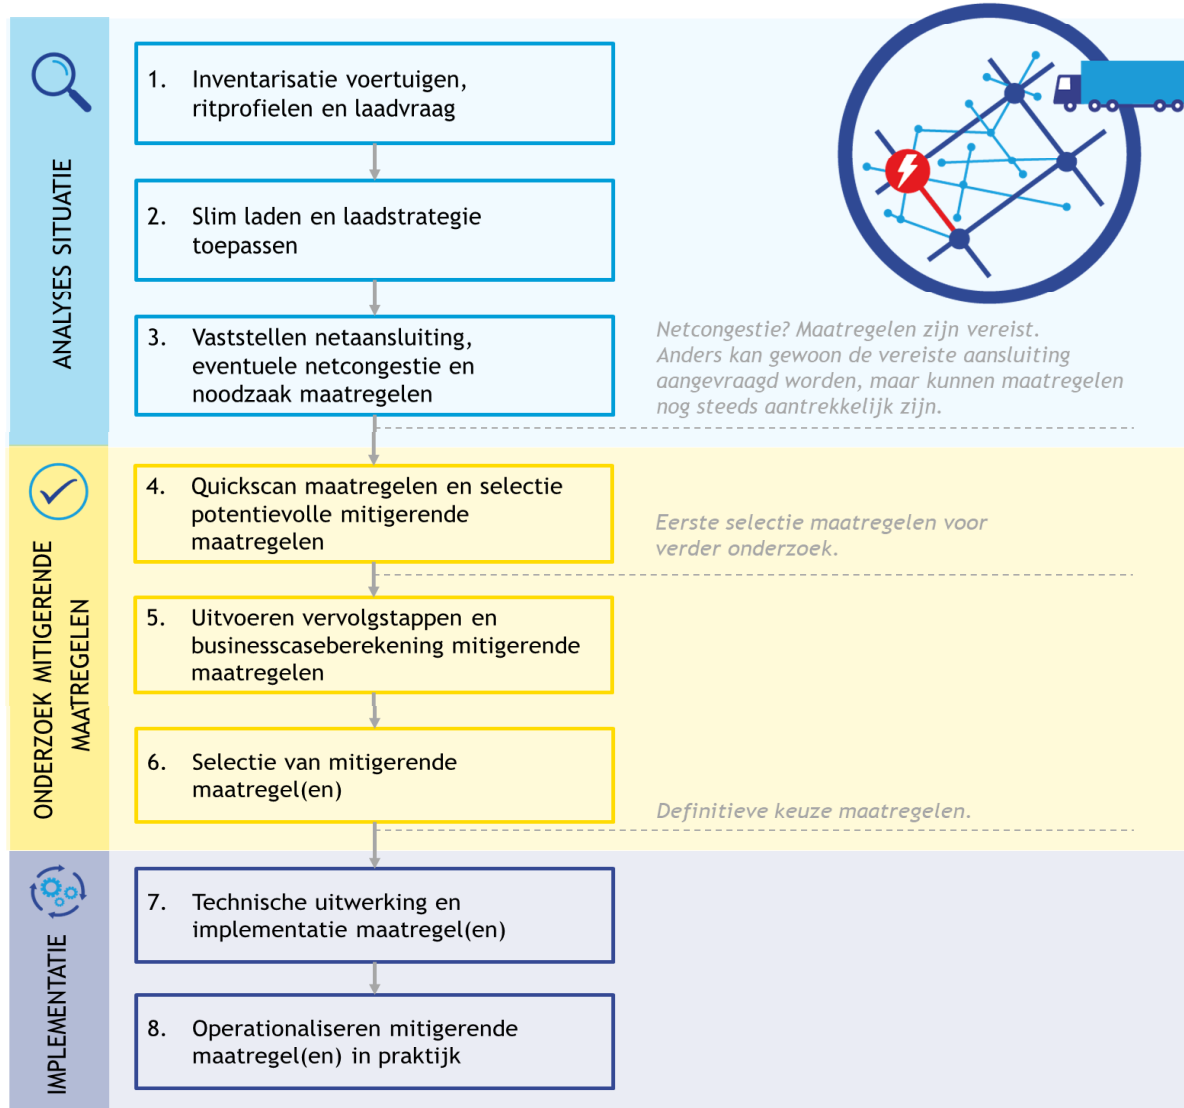 ANALYSES SITUATIE
1. Inventarisatie voertuigen,
ritprofielen en laadvraag
2. Slim laden en laadstrategie
toepassen
3. Vaststellen netaansluiting,
eventuele netcongestie en
noodzaak maatregelen
Netcongestie? Maatregelen zijn vereist.
Anders kan gewoon de vereiste aansluiting
aangevraagd worden, maar kunnen maatregelen
nog steeds aantrekkelijk zijn.
ONDERZOEK MITIGERENDE
MAATREGELEN
4. Quickscan maatregelen en selectie
potentievolle mitigerende
maatregelen
Eerste selectie maatregelen voor
verder onderzoek.
5. Uitvoeren vervolgstappen en
businesscaseberekening mitigerende
maatregelen
6. Selectie van mitigerende
maatregel(en)
Definitieve keuze maatregelen.
IMPLEMENTATIE
7. Technische uitwerking en
implementatie maatregel(en)
8. Operationaliseren mitigerende
maatregel(en) in praktijk